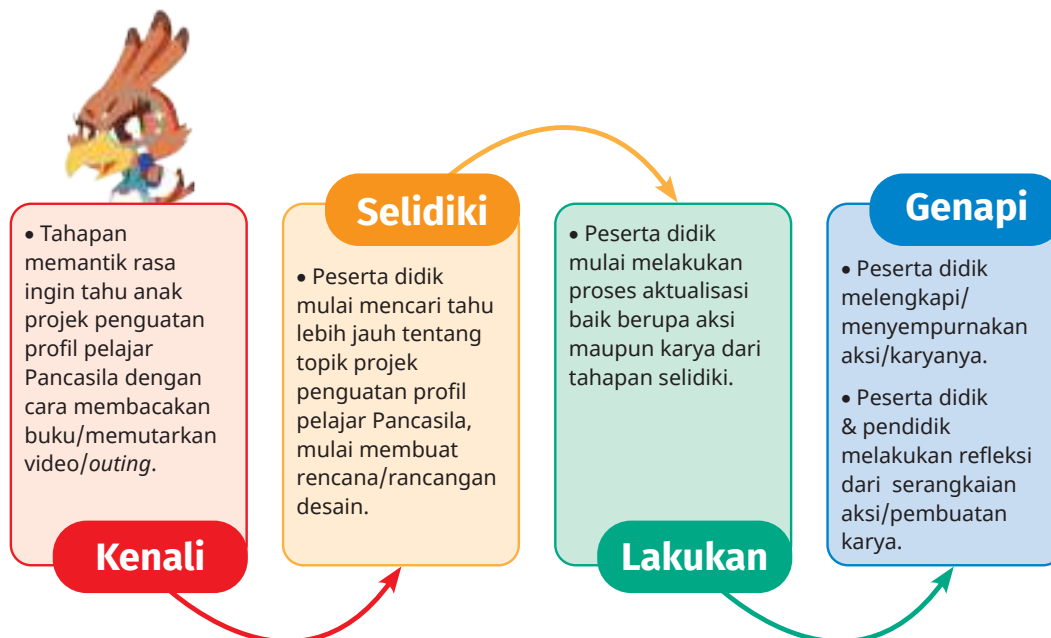 • Tahapan
memantik rasa
ingin tahu anak
projek penguatan
profil pelajar
Pancasila dengan
cara membacakan
buku/memutarkan
video/outing.
Kenali
Selidiki
• Peserta didik
mulai mencari tahu
lebih jauh tentang
topik projek
penguatan profil
pelajar Pancasila,
mulai membuat
rencana/rancangan
desain.
• Peserta didik
mulai melakukan
proses aktualisasi
baik berupa aksi
maupun karya dari
tahapan selidiki.
Lakukan
Genapi
• Peserta didik
melengkapi/
menyempurnakan
aksi/karyanya.
• Peserta didik
& pendidik
melakukan refleksi
dari serangkaian
aksi/pembuatan
karya.